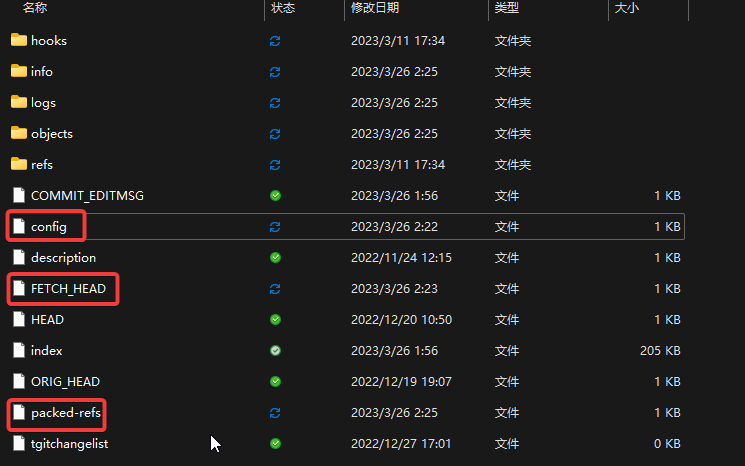 名称 状态 修改日期 类型 大小
hooks 2023/3/11 17:34 文件夹
info 2023/3/26 2:25 文件夹
logs 2023/3/26 2:25 文件夹
objects 2023/3/26 2:25 文件夹
refs 2023/3/11 17:34 文件夹
COMMIT_EDITMSG 2023/3/26 1:56 文件 1 KB
config 2023/3/26 2:22 文件 1 KB
description 2022/11/24 12:15 文件 1 KB
FETCH_HEAD 2023/3/26 2:23 文件 1 KB
HEAD 2022/12/20 10:50 文件 1 KB
index 2023/3/26 1:56 文件 205 KB
ORIG_HEAD 2022/12/19 19:07 文件 1 KB
packed-refs 2023/3/26 2:25 文件 1 KB
tgitchangelist 2022/12/27 17:01 文件 0 KB